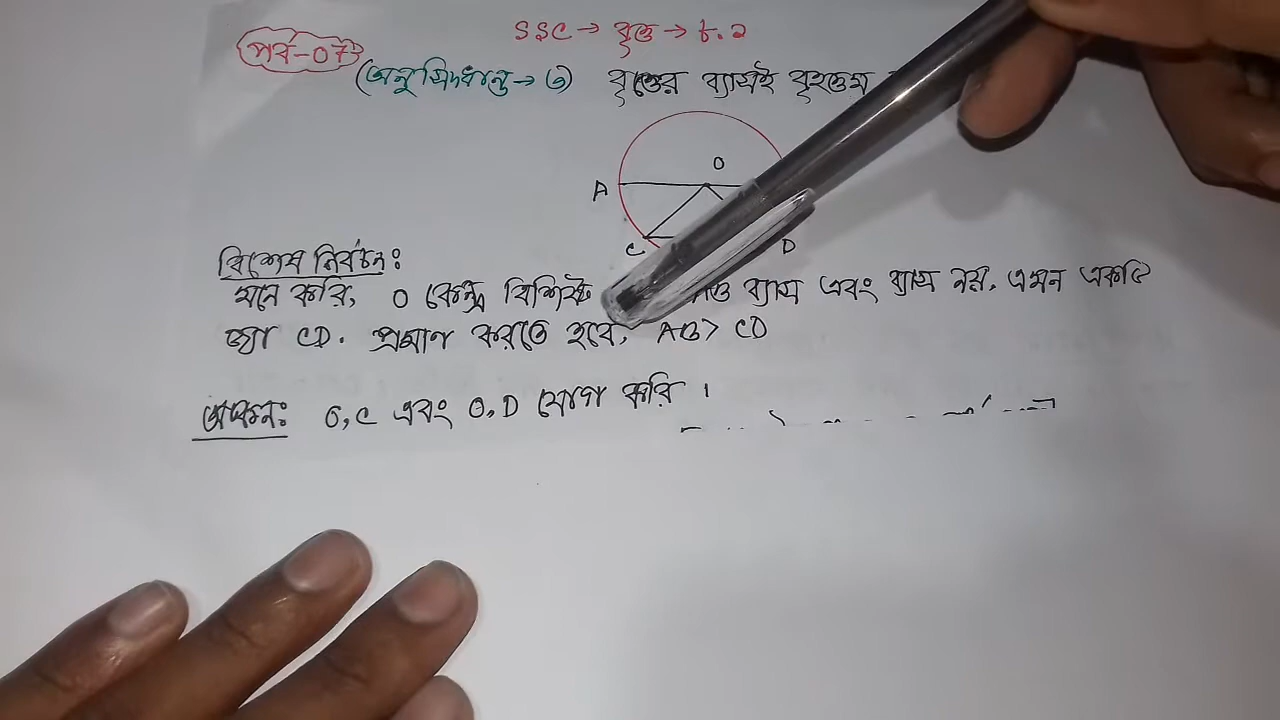 SSC → বৃত্ত → ৮.১
পর্ব-07
(অনুসিদ্ধান্ত → ৩) বৃত্তের ব্যাসই বৃহত্তম
O
A
C D
বিশেষ নির্বচন:
মনে করি, O কেন্দ্র বিশিষ্ট ব্যাস এবং ব্যাস নয়, এমন একটি
জ্যা CD. প্রমাণ করতে হবে, AB > CD
অঙ্কন: O,C এবং O,D যোগ করি ।